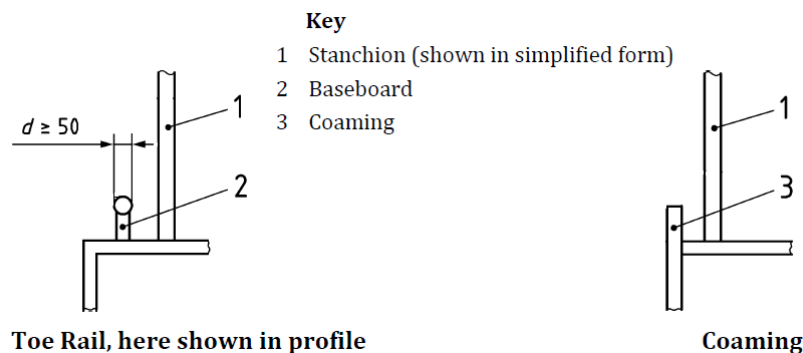 Key
1 Stanchion (shown in simplified form)
2 Baseboard
3 Coaming
d ≥ 50
1
2
1
3
Toe Rail, here shown in profile
Coaming